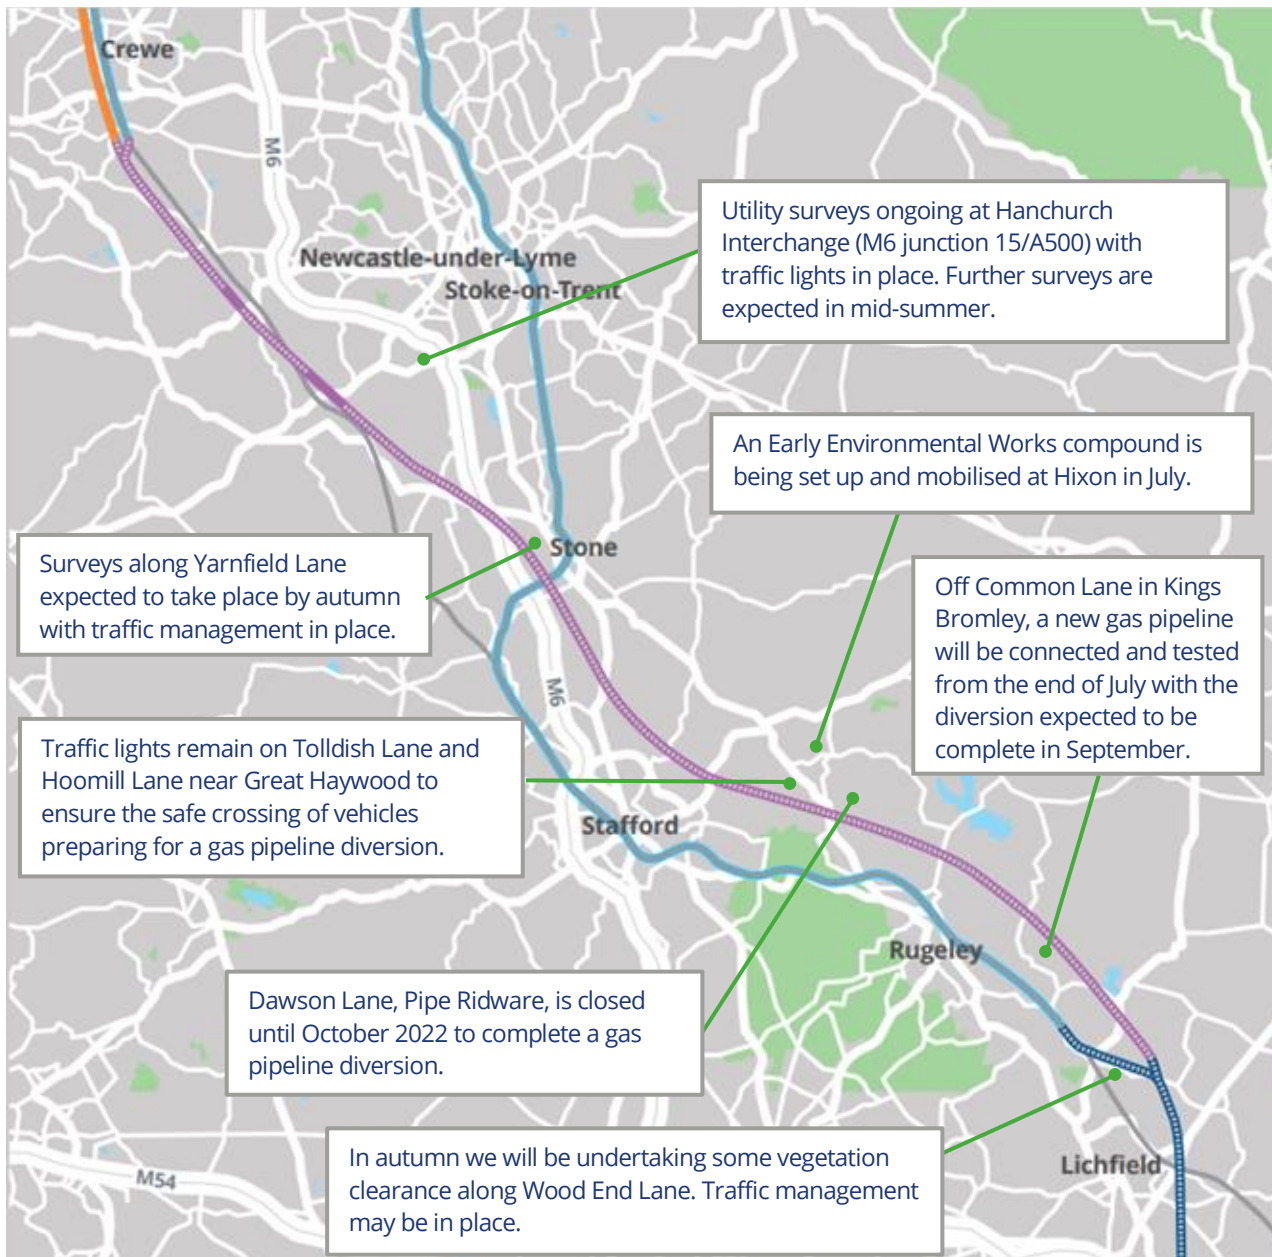 Crewe
M6
Utility surveys ongoing at Hanchurch
Interchange (M6 junction 15/A500) with
traffic lights in place. Further surveys are
expected in mid-summer.
Newcastle-under-Lyme
Stoke-on-Trent
An Early Environmental Works compound is
being set up and mobilised at Hixon in July.
Surveys along Yarnfield Lane
expected to take place by autumn
with traffic management in place.
Stone
Off Common Lane in Kings
Bromley, a new gas pipeline
will be connected and tested
from the end of July with the
diversion expected to be
complete in September.
M6
Traffic lights remain on Tolldish Lane and
Hoomill Lane near Great Haywood to
ensure the safe crossing of vehicles
preparing for a gas pipeline diversion.
Stafford
Rugeley
Dawson Lane, Pipe Ridware, is closed
until October 2022 to complete a gas
pipeline diversion.
In autumn we will be undertaking some vegetation
clearance along Wood End Lane. Traffic management
may be in place.
Lichfield
M54